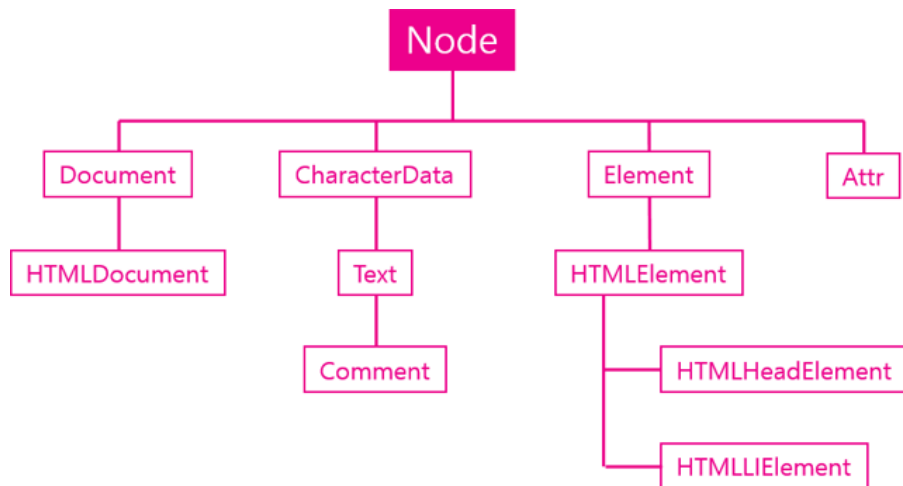 Node
Document
CharacterData
Element
Attr
HTMLDocument
Text
HTMLElement
Comment
HTMLHeadElement
HTMLLIElement